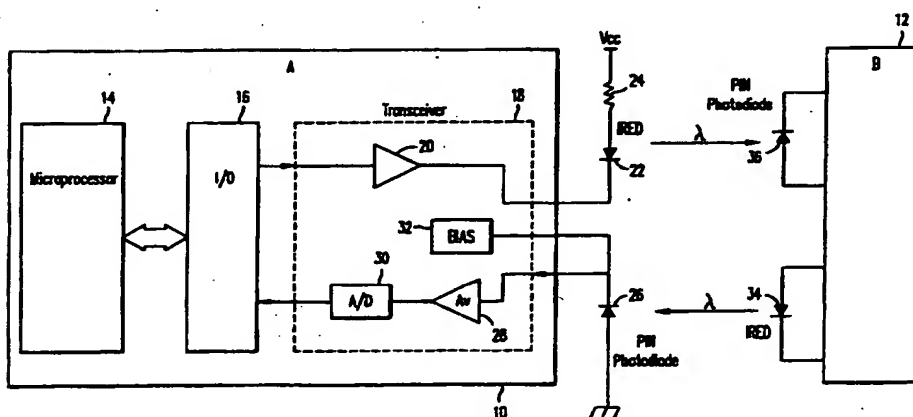 12
A
B
Vcc
14
16
Transceiver
18
24
PIN
Photodiode
20
IRED
λ
36
22
Microprocessor
I/O
32
BIAS
30
A/D
Av
28
26
λ
34
IRED
PIN
Photodiode
10